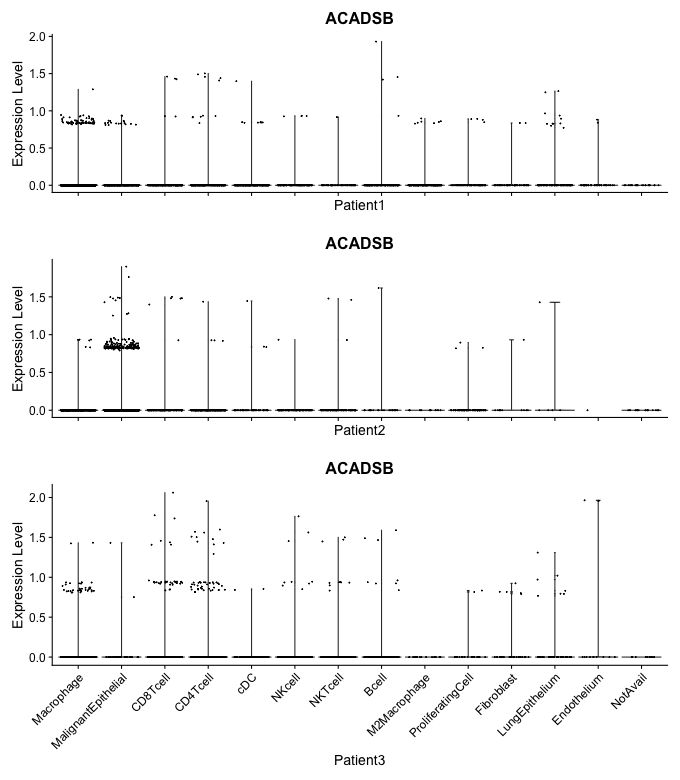 ACADSB
Expression Level
2.0
1.5
1.0
0.5
0.0
Patient1
ACADSB
Expression Level
1.5
1.0
0.5
0.0
Patient2
ACADSB
Expression Level
2.0
1.5
1.0
0.5
0.0
Macrophage
MalignantEpithelial
CD8Tcell
CD4Tcell
cDC
NKcell
NKTcell
Bcell
M2Macrophage
ProliferatingCell
Fibroblast
LungEpithelium
Endothelium
NotAvail
Patient3